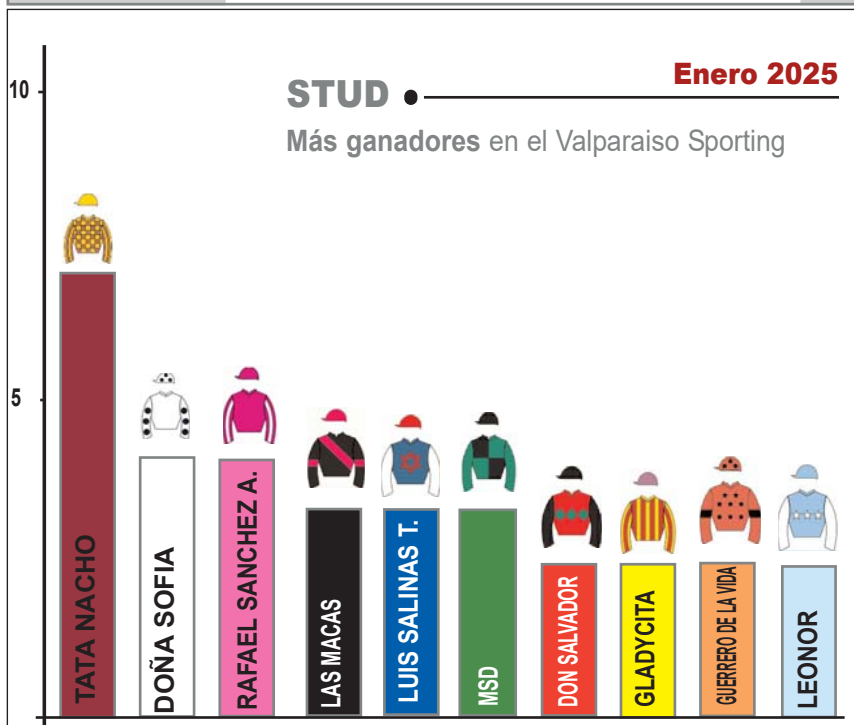 Enero 2025
STUD
Más ganadores en el Valparaiso Sporting
10
5
TATA NACHO
DOÑA SOFIA
RAFAEL SANCHEZ A.
LAS MACAS
LUIS SALINAS T.
MSD
DON SALVADOR
GLADYCITA
GUERRERO DE LA VIDA
LEONOR